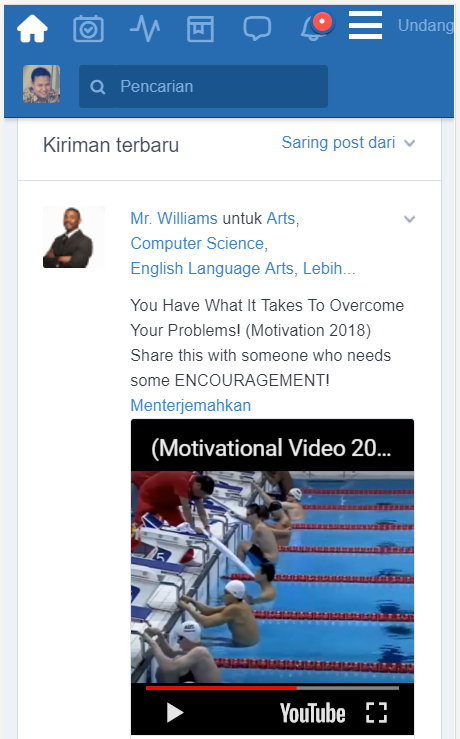 Undang
Pencarian
Kiriman terbaru
Saring post dari
Mr. Williams untuk Arts,
Computer Science,
English Language Arts, Lebih...
You Have What It Takes To Overcome
Your Problems! (Motivation 2018)
Share this with someone who needs
some ENCOURAGEMENT!
Menterjemahkan
(Motivational Video 20...
5
YouTube